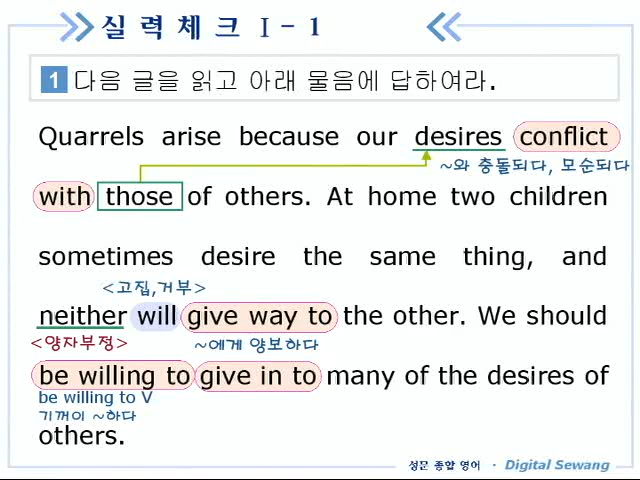 실력체크 I - 1
1 다음 글을 읽고 아래 물음에 답하여라.
Quarrels arise because our desires conflict
~와 충돌되다, 모순되다
with those of others. At home two children
sometimes desire the same thing, and
<고집,거부>
neither will give way to the other. We should
<양자부정> ~에게 양보하다
be willing to give in to many of the desires of
be willing to V
기꺼이 ~하다
others.
성문 종합 영어 · Digital Sewang